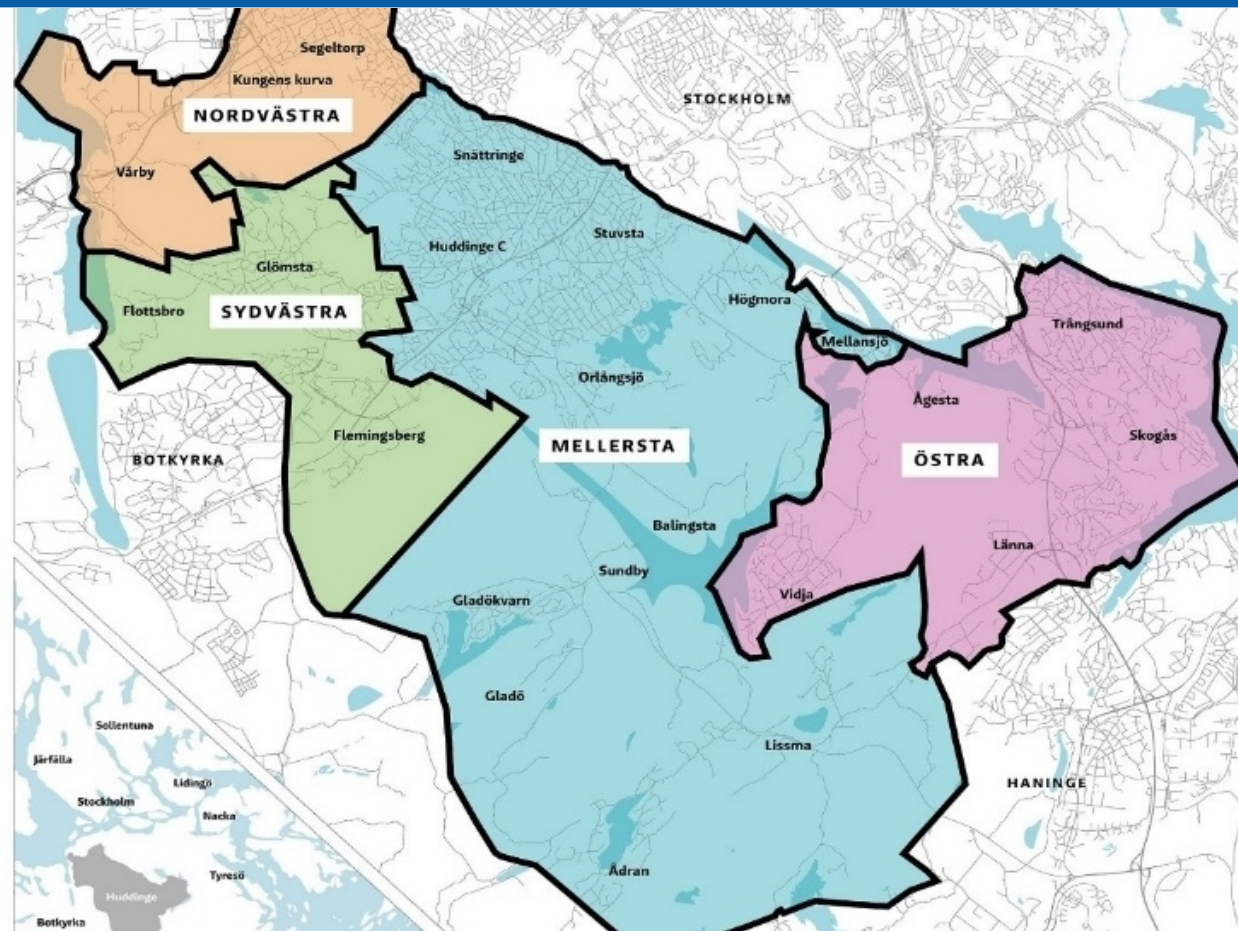 Segeltorp
Kungens kurva
NORDVÄSTRA
STOCKHOLM
Snättringe
Vårby
Stuvsta
Huddinge C
Glömsta
Högmora
Flottsbro
SYDVÄSTRA
Trångsund
Mellansjö
Orlångsjö
Ågesta
Flemingsberg
Skogås
MELLERSTA
BOTKYRKA
ÖSTRA
Balingsta
Länna
Sundby
Vidja
Gladökvarn
Gladö
Sollentuna
Lissma
Järfälla
Lidingö
HANINGE
Stockholm
Nacka
Ådran
Tyresö
Huddinge
Botkyrka